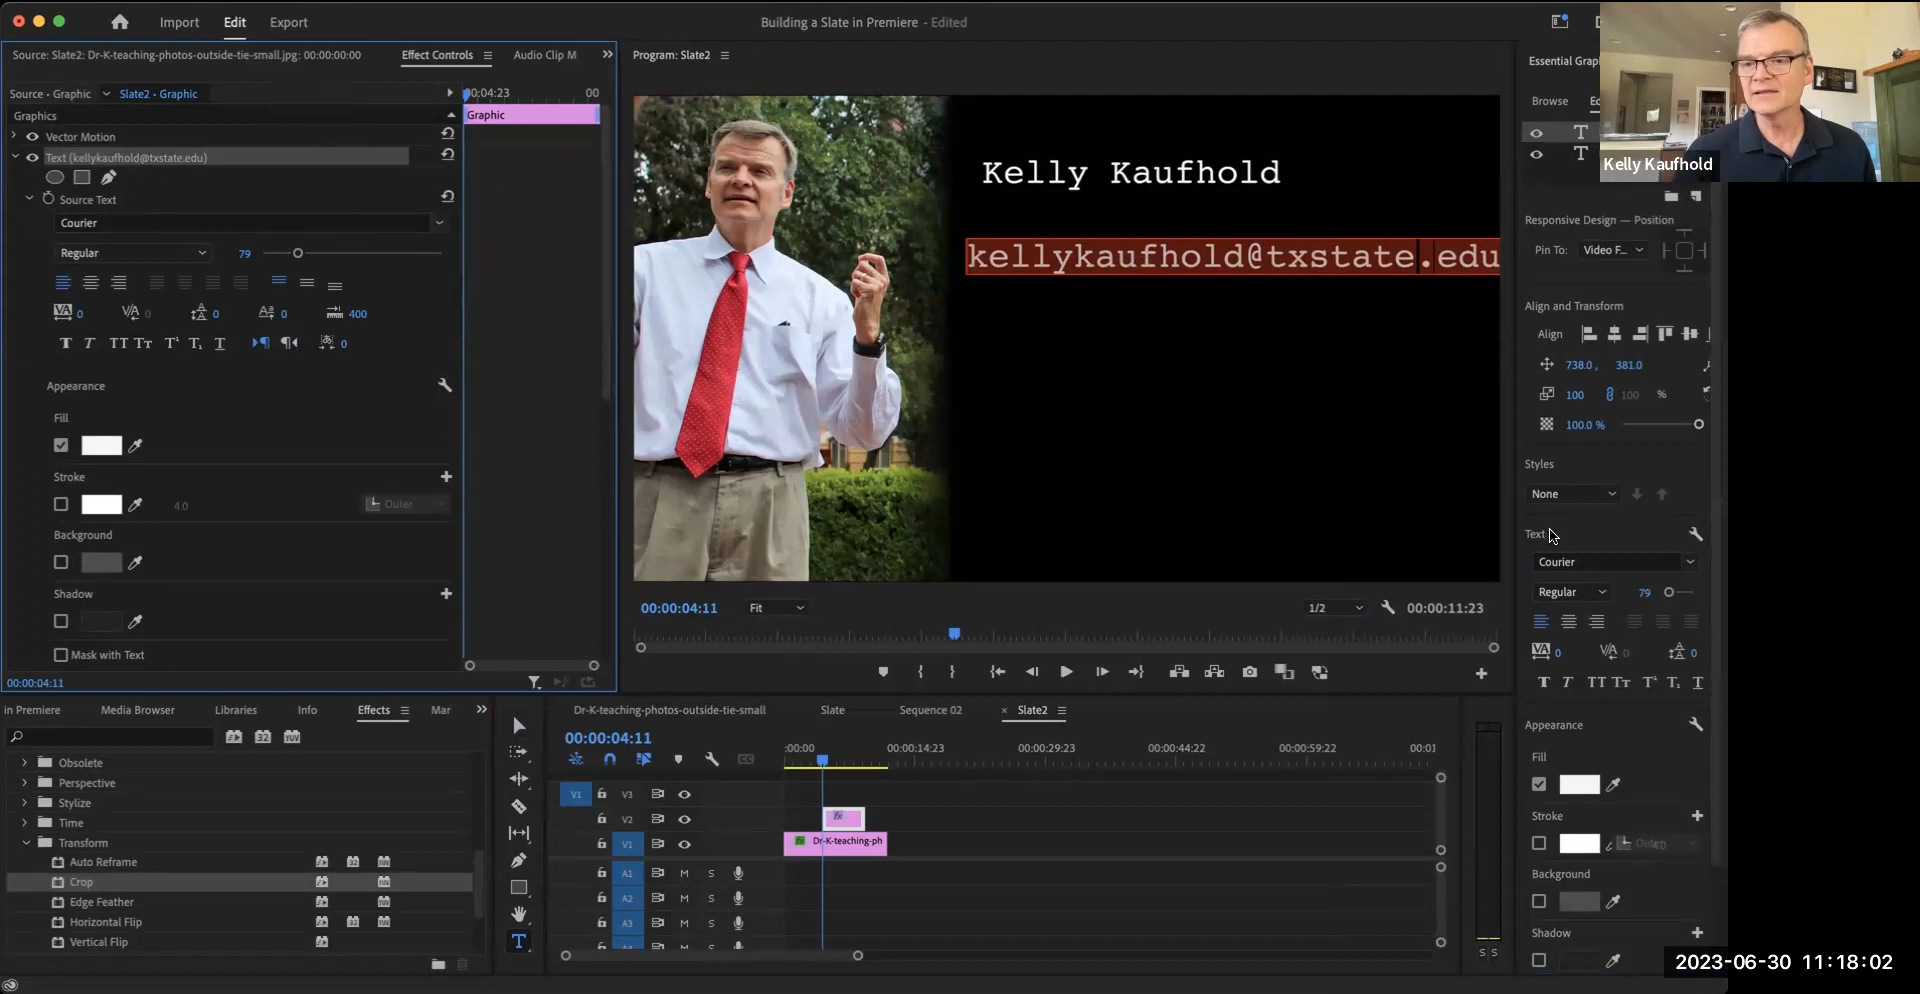 Import Edit Export
Building a Slate in Premiere - Edited
Source: Slate2: Dr-K-teaching-photos-outside-tie-small.jpg: 00:00:00:00
Effect Controls
Audio Clip M
Source · Graphic
Slate2 · Graphic
00:04:23
00
Graphics
Graphic
Vector Motion
Text (kellykaufhold@txstate.edu)
Source Text
Courier
Regular
79
0 0 0 0 400
0
Appearance
Fill
Stroke
4.0
Outer
Background
Shadow
Mask with Text
00:00:04:11
Program: Slate2
Kelly Kaufhold
kellykaufhold@txstate.edu
00:00:04:11
Fit
1/2
00:00:11:23
Essential Grap
Browse
Kelly Kaufhold
Responsive Design — Position
Pin To:
Video F...
Align and Transform
Align
738.0, 381.0
100 100 %
100.0 %
Styles
None
Text
Courier
Regular
79
0 0 0
Appearance
Fill
Stroke
Outer
Background
Shadow
in Premiere
Media Browser
Libraries
Info
Effects
Mar
Obsolete
Perspective
Stylize
Time
Transform
Auto Reframe
Crop
Edge Feather
Horizontal Flip
Vertical Flip
Dr-K-teaching-photos-outside-tie-small
Slate
Sequence 02
Slate2
00:00:04:11
:00:00 00:00:14:23 00:00:29:23 00:00:44:22 00:00:59:22 00:01
V1 V3
V2
fx
V1
fx Dr-K-teaching-ph
A1 M S
A2 M S
A3 M S
S S
2023-06-30 11:18:02